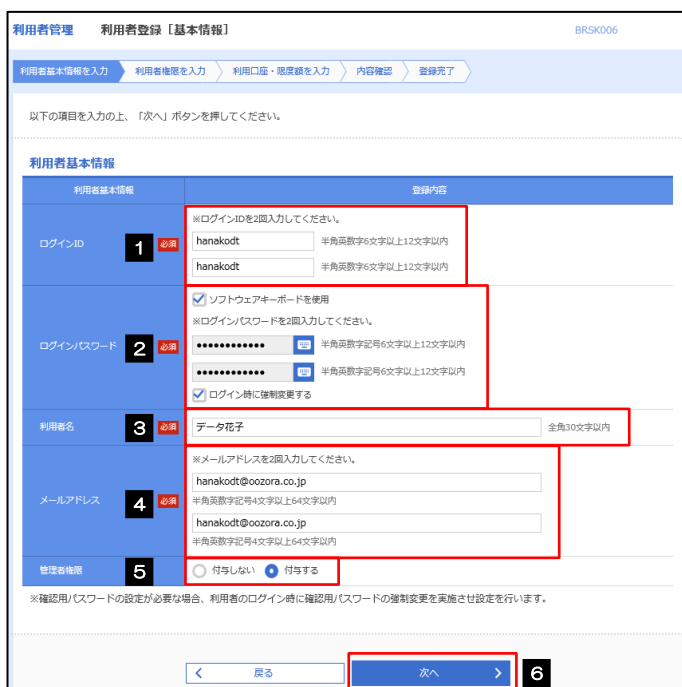 利用者管理 利用者登録［基本情報］ BRSK006
利用者基本情報を入力 利用者権限を入力 利用口座・限度額を入力 内容確認 登録完了
以下の項目を入力の上、「次へ」ボタンを押してください。
利用者基本情報
利用者基本情報 登録内容
※ログインIDを2回入力してください。
ログインID 1 必須 hanakodt 半角英数字6文字以上12文字以内
hanakodt 半角英数字6文字以上12文字以内
ソフトウェアキーボードを使用
※ログインパスワードを2回入力してください。
ログインパスワード 2 必須 ●●●●●●●●●●●● 半角英数字記号6文字以上12文字以内
●●●●●●●●●●●● 半角英数字記号6文字以上12文字以内
ログイン時に強制変更する
利用者名 3 必須 データ花子 全角30文字以内
※メールアドレスを2回入力してください。
hanakodt@oozora.co.jp
メールアドレス 4 必須 半角英数字記号4文字以上64文字以内
hanakodt@oozora.co.jp
半角英数字記号4文字以上64文字以内
管理者権限 5 付与しない 付与する
※確認用パスワードの設定が必要な場合、利用者のログイン時に確認用パスワードの強制変更を実施させ設定を行います。
戻る 次へ 6